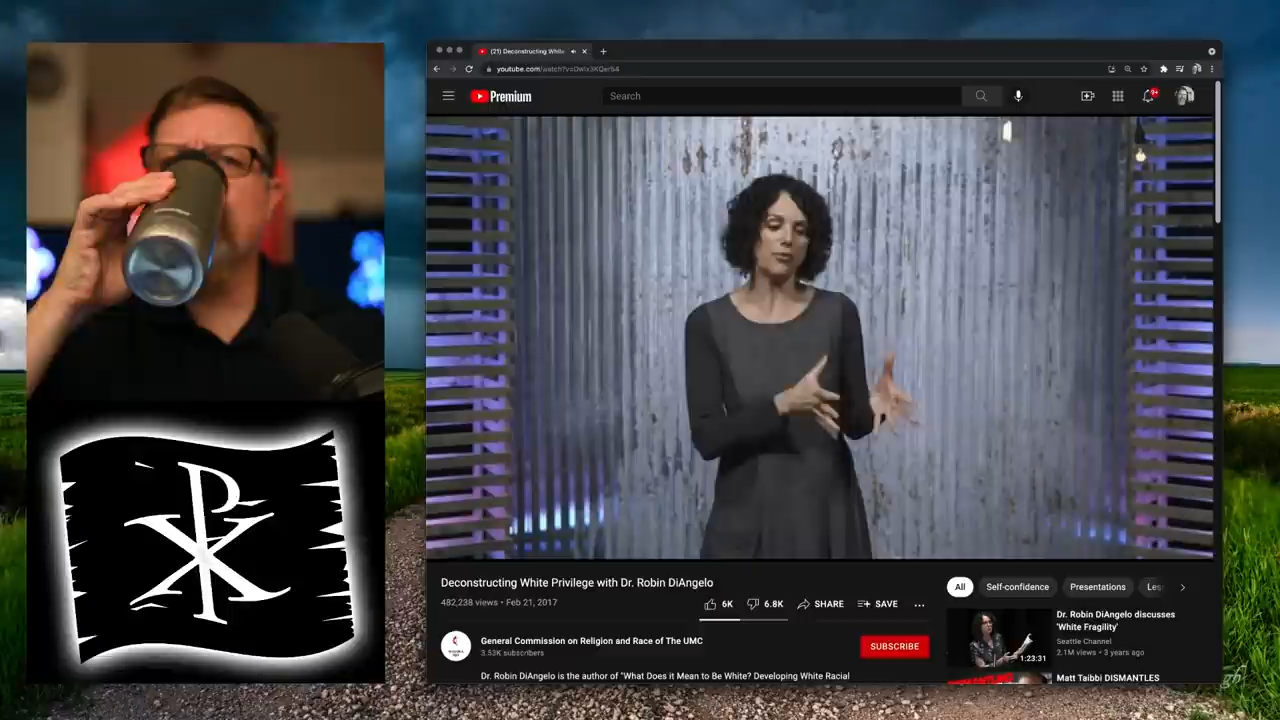 (21) Deconstructing White
youtube.com/watch?v=DwIx3KQer54
Premium
Search
9+
Deconstructing White Privilege with Dr. Robin DiAngelo
482,238 views • Feb 21, 2017
6K
6.8K
SHARE
SAVE
General Commission on Religion and Race of The UMC
3.53K subscribers
SUBSCRIBE
Dr. Robin DiAngelo is the author of "What Does it Mean to Be White? Developing White Racial
All
Self-confidence
Presentations
Les
Dr. Robin DiAngelo discusses
'White Fragility'
Seattle Channel
2.1M views • 3 years ago
1:23:31
Matt Taibbi DISMANTLES